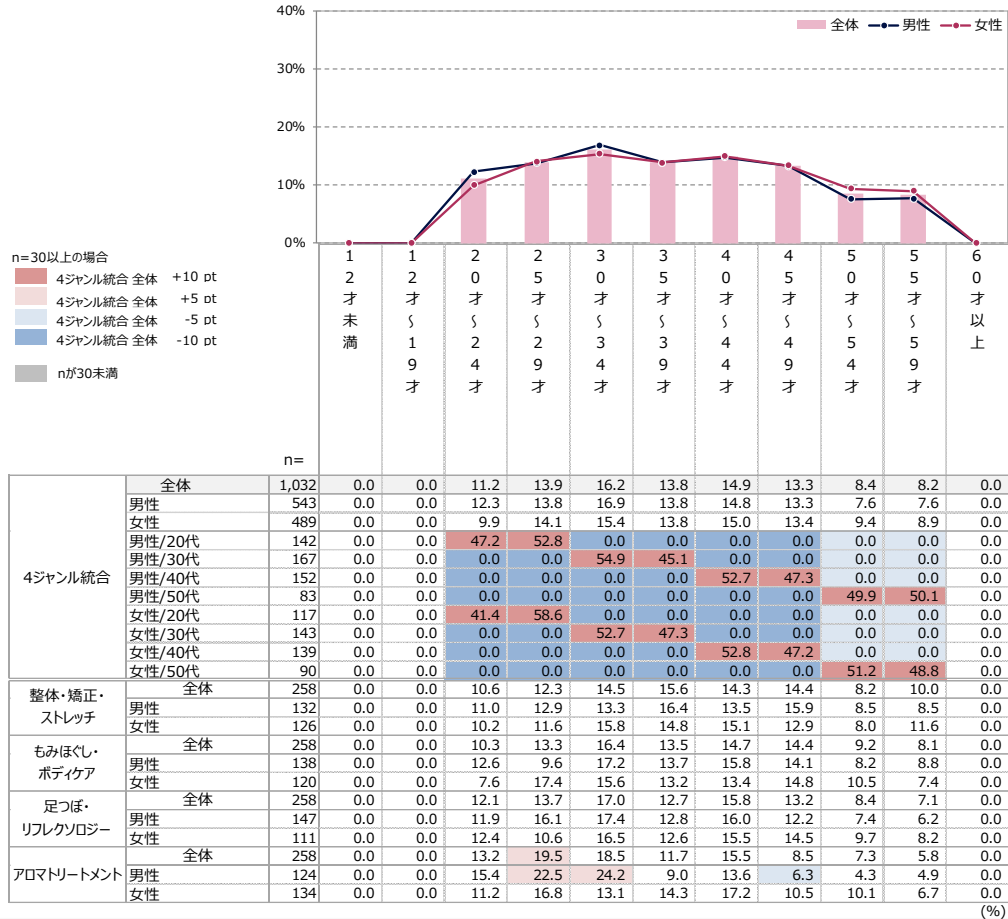 40%
30%
20%
10%
0%
全体 男性 女性
n=30以上の場合
4ジャンル統合 全体 +10 pt
4ジャンル統合 全体 +5 pt
4ジャンル統合 全体 -5 pt
4ジャンル統合 全体 -10 pt
nが30未満
12才未満
12才~19才
20才~24才
25才~29才
30才~34才
35才~39才
40才~44才
45才~49才
50才~54才
55才~59才
60才以上
n=
4ジャンル統合
全体 1,032 0.0 0.0 11.2 13.9 16.2 13.8 14.9 13.3 8.4 8.2 0.0
男性 543 0.0 0.0 12.3 13.8 16.9 13.8 14.8 13.3 7.6 7.6 0.0
女性 489 0.0 0.0 9.9 14.1 15.4 13.8 15.0 13.4 9.4 8.9 0.0
男性/20代 142 0.0 0.0 47.2 52.8 0.0 0.0 0.0 0.0 0.0 0.0 0.0
男性/30代 167 0.0 0.0 0.0 0.0 54.9 45.1 0.0 0.0 0.0 0.0 0.0
男性/40代 152 0.0 0.0 0.0 0.0 0.0 0.0 52.7 47.3 0.0 0.0 0.0
男性/50代 83 0.0 0.0 0.0 0.0 0.0 0.0 0.0 0.0 49.9 50.1 0.0
女性/20代 117 0.0 0.0 41.4 58.6 0.0 0.0 0.0 0.0 0.0 0.0 0.0
女性/30代 143 0.0 0.0 0.0 0.0 52.7 47.3 0.0 0.0 0.0 0.0 0.0
女性/40代 139 0.0 0.0 0.0 0.0 0.0 0.0 52.8 47.2 0.0 0.0 0.0
女性/50代 90 0.0 0.0 0.0 0.0 0.0 0.0 0.0 0.0 51.2 48.8 0.0
整体・矯正・
ストレッチ
全体 258 0.0 0.0 10.6 12.3 14.5 15.6 14.3 14.4 8.2 10.0 0.0
男性 132 0.0 0.0 11.0 12.9 13.3 16.4 13.5 15.9 8.5 8.5 0.0
女性 126 0.0 0.0 10.2 11.6 15.8 14.8 15.1 12.9 8.0 11.6 0.0
もみほぐし・
ボディケア
全体 258 0.0 0.0 10.3 13.3 16.4 13.5 14.7 14.4 9.2 8.1 0.0
男性 138 0.0 0.0 12.6 9.6 17.2 13.7 15.8 14.1 8.2 8.8 0.0
女性 120 0.0 0.0 7.6 17.4 15.6 13.2 13.4 14.8 10.5 7.4 0.0
足つぼ・
リフレクソロジー
全体 258 0.0 0.0 12.1 13.7 17.0 12.7 15.8 13.2 8.4 7.1 0.0
男性 147 0.0 0.0 11.9 16.1 17.4 12.8 16.0 12.2 7.4 6.2 0.0
女性 111 0.0 0.0 12.4 10.6 16.5 12.6 15.5 14.5 9.7 8.2 0.0
アロマトリートメント
全体 258 0.0 0.0 13.2 19.5 18.5 11.7 15.5 8.5 7.3 5.8 0.0
男性 124 0.0 0.0 15.4 22.5 24.2 9.0 13.6 6.3 4.3 4.9 0.0
女性 134 0.0 0.0 11.2 16.8 13.1 14.3 17.2 10.5 10.1 6.7 0.0
(%)